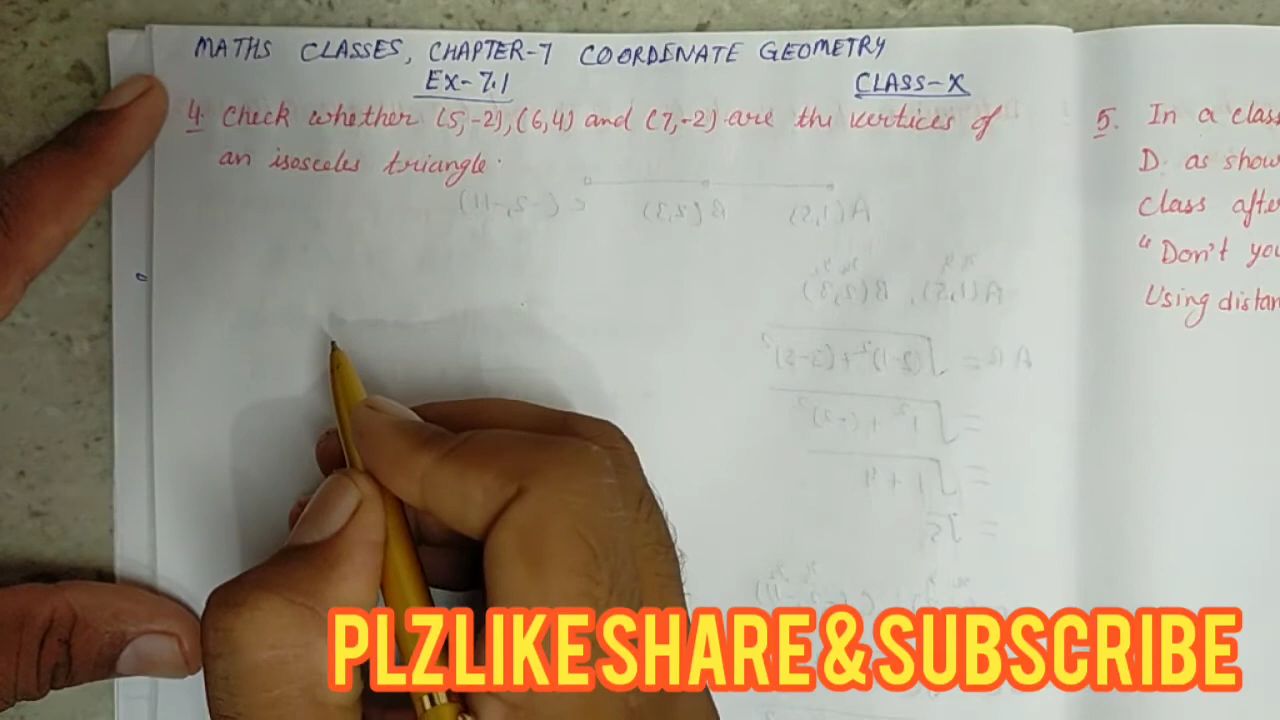 MATHS CLASSES, CHAPTER-7 COORDENATE GEOMETRY
EX-7.1
CLASS-X
4. Check whether (5,-2), (6,4) and (7,-2) are the vertices of
an isosceles triangle.
5. In a class
D. as show
class after
"Don't you
Using distan
PLZ LIKE SHARE & SUBSCRIBE